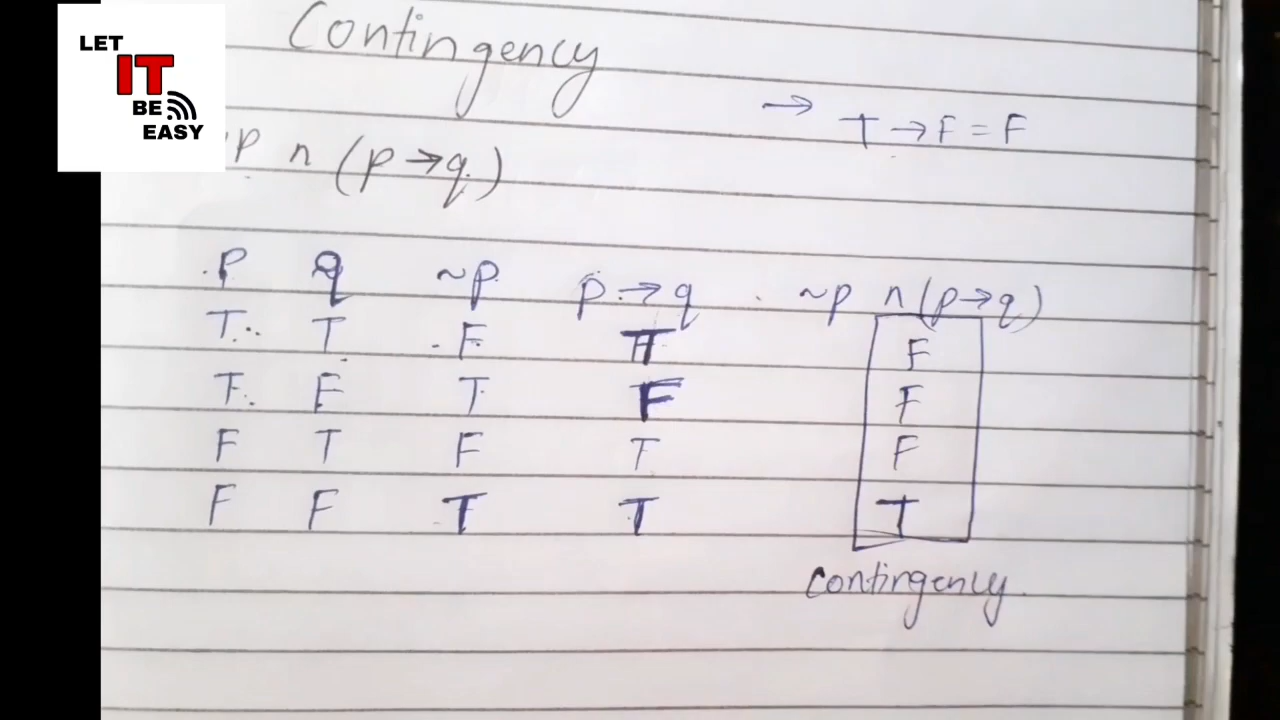 LET
IT
BE
EASY
Contingency
→ T → F = F
p n (p → q)
p q ~p p → q ~p n (p → q)
T T F T F
T F T F F
F T F T F
F F T T T
Contingency